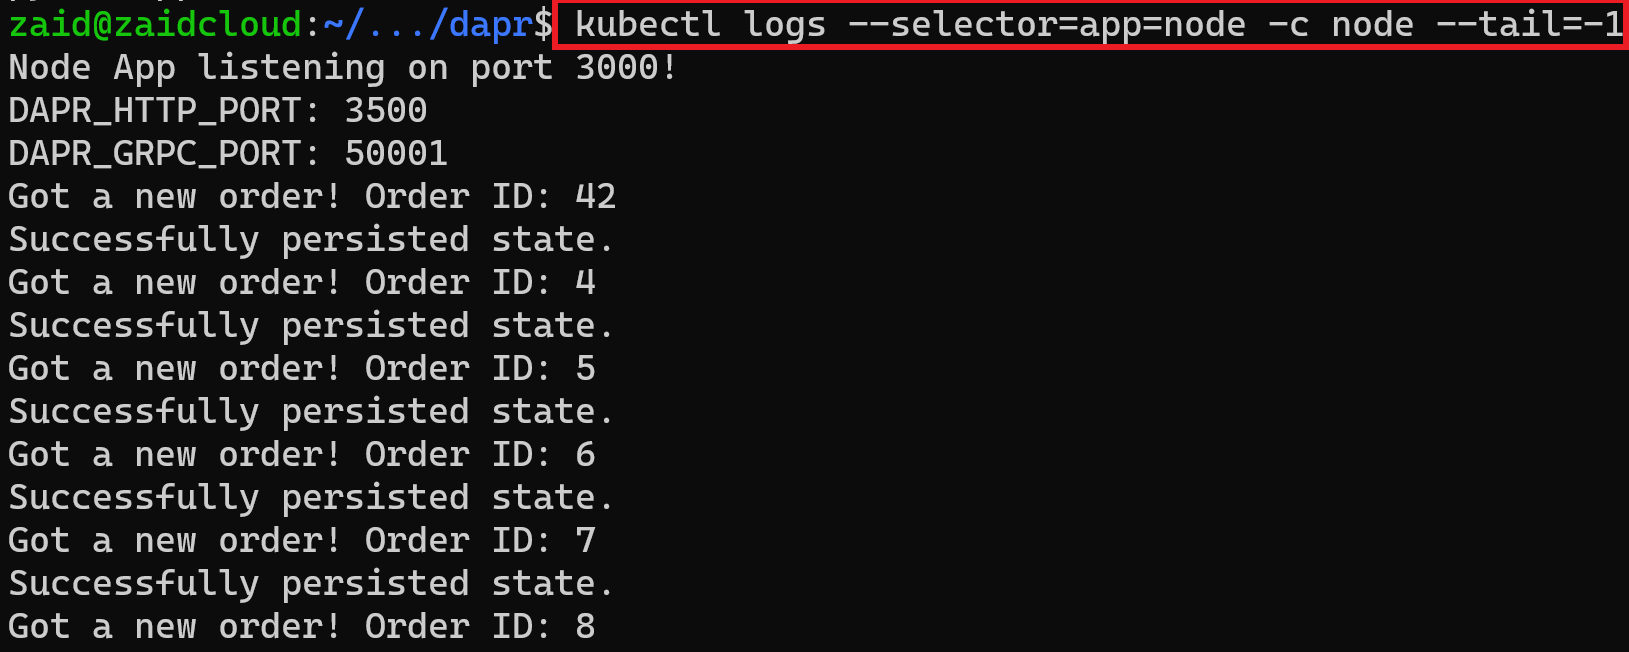 zaid@zaidcloud:~/.../dapr$ kubectl logs --selector=app=node -c node --tail=-1
Node App listening on port 3000!
DAPR_HTTP_PORT: 3500
DAPR_GRPC_PORT: 50001
Got a new order! Order ID: 42
Successfully persisted state.
Got a new order! Order ID: 4
Successfully persisted state.
Got a new order! Order ID: 5
Successfully persisted state.
Got a new order! Order ID: 6
Successfully persisted state.
Got a new order! Order ID: 7
Successfully persisted state.
Got a new order! Order ID: 8